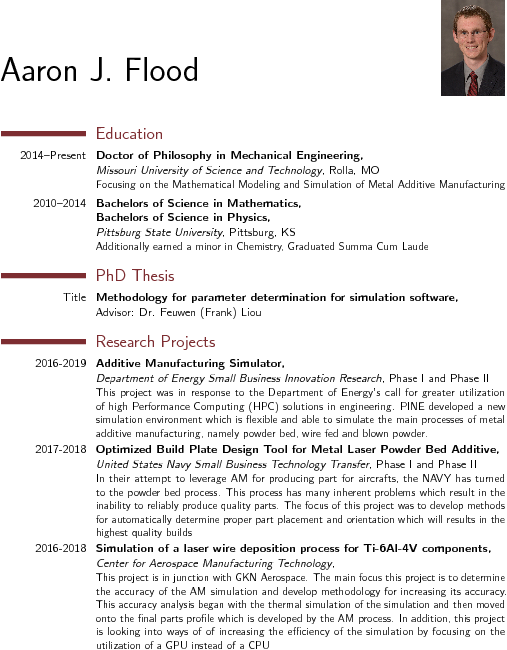 Aaron J. Flood
Education
2014–Present Doctor of Philosophy in Mechanical Engineering,
Missouri University of Science and Technology, Rolla, MO
Focusing on the Mathematical Modeling and Simulation of Metal Additive Manufacturing
2010–2014 Bachelors of Science in Mathematics,
Bachelors of Science in Physics,
Pittsburg State University, Pittsburg, KS
Additionally earned a minor in Chemistry, Graduated Summa Cum Laude
PhD Thesis
Title Methodology for parameter determination for simulation software,
Advisor: Dr. Feuwen (Frank) Liou
Research Projects
2016-2019 Additive Manufacturing Simulator,
Department of Energy Small Business Innovation Research, Phase I and Phase II
This project was in response to the Department of Energy's call for greater utilization
of high Performance Computing (HPC) solutions in engineering. PINE developed a new
simulation environment which is flexible and able to simulate the main processes of metal
additive manufacturing, namely powder bed, wire fed and blown powder.
2017-2018 Optimized Build Plate Design Tool for Metal Laser Powder Bed Additive,
United States Navy Small Business Technology Transfer, Phase I and Phase II
In their attempt to leverage AM for producing part for aircrafts, the NAVY has turned
to the powder bed process. This process has many inherent problems which result in the
inability to reliably produce quality parts. The focus of this project was to develop methods
for automatically determine proper part placement and orientation which will results in the
highest quality builds
2016-2018 Simulation of a laser wire deposition process for Ti-6Al-4V components,
Center for Aerospace Manufacturing Technology,
This project is in junction with GKN Aerospace. The main focus this project is to determine
the accuracy of the AM simulation and develop methodology for increasing its accuracy.
This accuracy analysis began with the thermal simulation of the simulation and then moved
onto the final parts profile which is developed by the AM process. In addition, this project
is looking into ways of of increasing the efficiency of the simulation by focusing on the
utilization of a GPU instead of a CPU